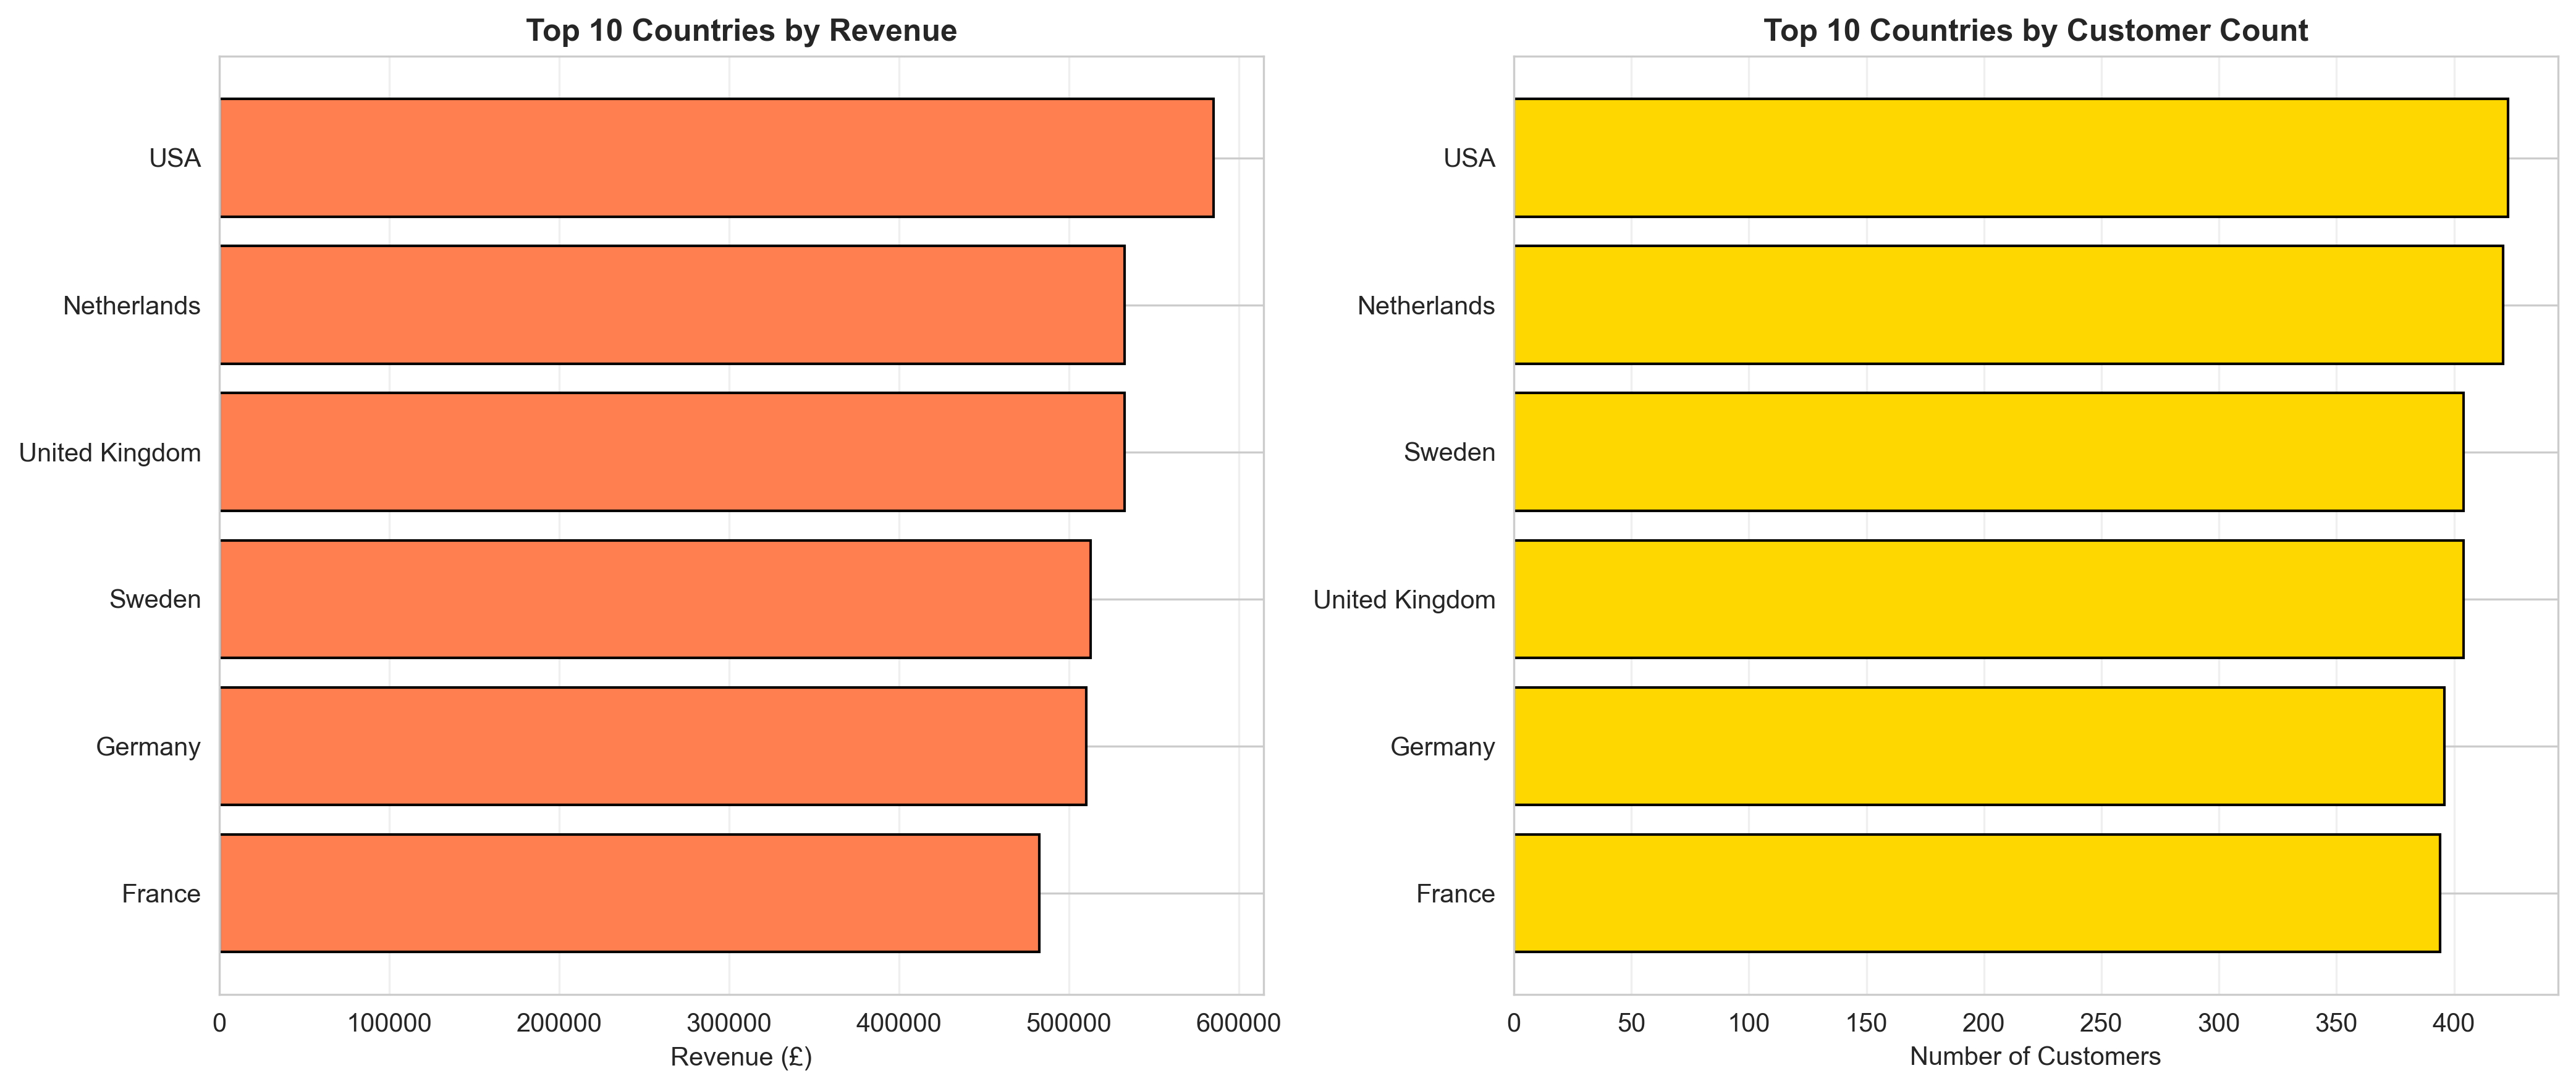 Top 10 Countries by Revenue
USA
Netherlands
United Kingdom
Sweden
Germany
France
0 100000 200000 300000 400000 500000 600000
Revenue (£)
Top 10 Countries by Customer Count
USA
Netherlands
Sweden
United Kingdom
Germany
France
0 50 100 150 200 250 300 350 400
Number of Customers